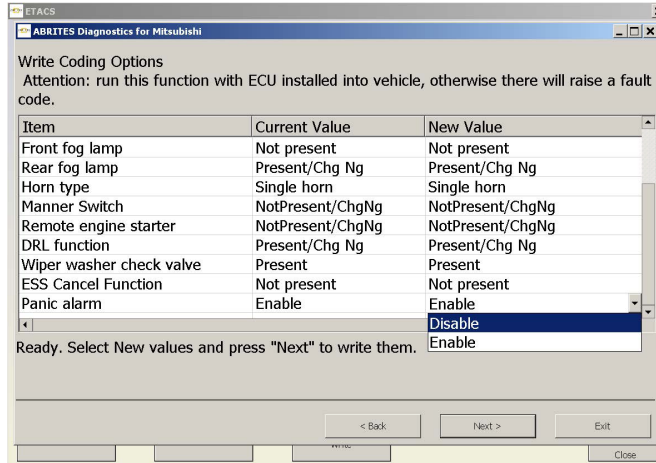 ETACS
ABRITES Diagnostics for Mitsubishi
Write Coding Options
Attention: run this function with ECU installed into vehicle, otherwise there will raise a fault
code.
Item Current Value New Value
Front fog lamp Not present Not present
Rear fog lamp Present/Chg Ng Present/Chg Ng
Horn type Single horn Single horn
Manner Switch NotPresent/ChgNg NotPresent/ChgNg
Remote engine starter NotPresent/ChgNg NotPresent/ChgNg
DRL function Present/Chg Ng Present/Chg Ng
Wiper washer check valve Present Present
ESS Cancel Function Not present Not present
Panic alarm Enable Enable
Disable
Enable
Ready. Select New values and press "Next" to write them.
< Back Next > Exit
Close